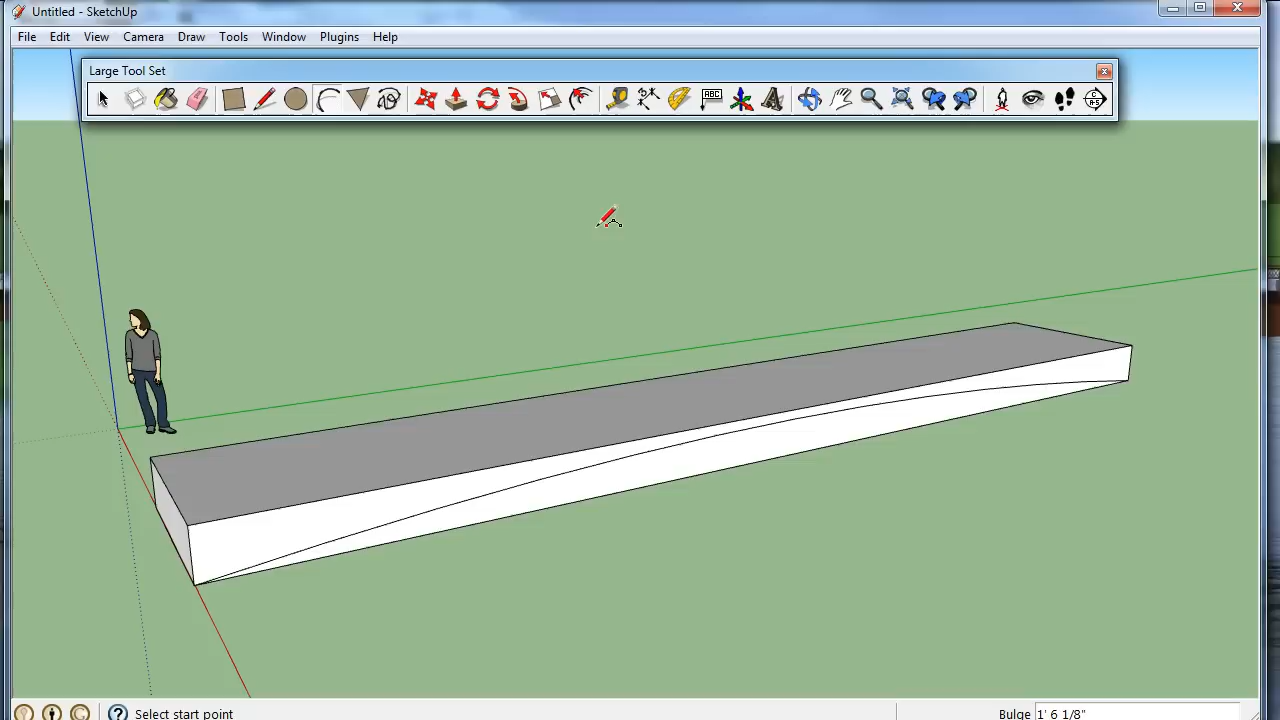 Untitled - SketchUp
File Edit View Camera Draw Tools Window Plugins Help
Large Tool Set
ABC
Select start point
Bulge 1' 6 1/8"